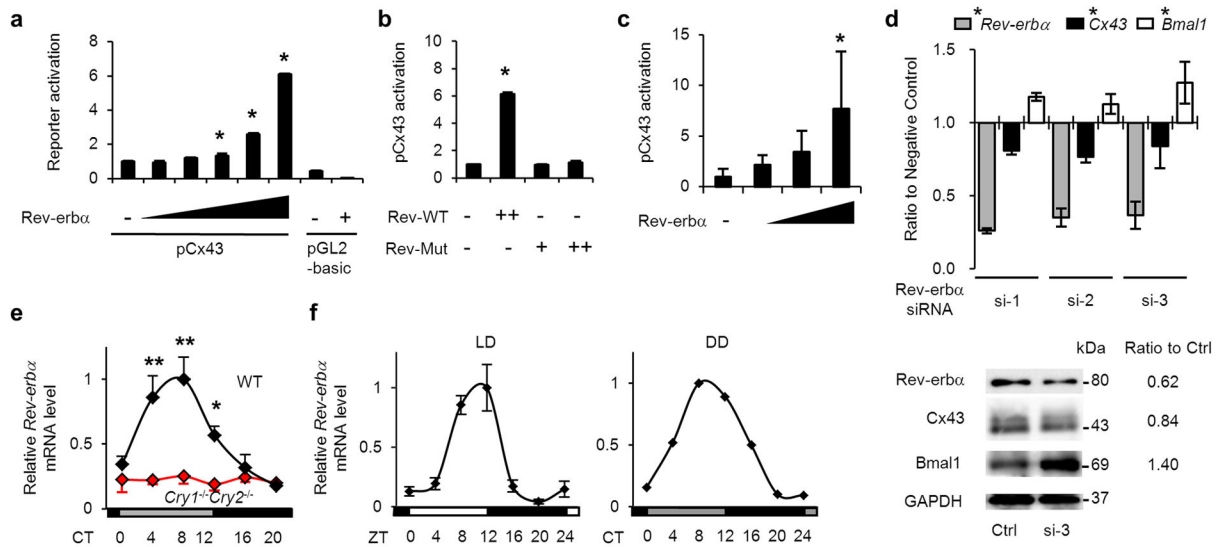 a
Reporter activation
8
6
4
2
0
* * *
Rev-erbα
- - +
pCx43
pGL2
-basic
b
pCx43 activation
10
8
6
4
2
0
*
Rev-WT - ++ - -
Rev-Mut - - + ++
c
pCx43 activation
15
10
5
0
*
Rev-erbα -
d
* * *
Rev-erbα Cx43 Bmal1
Ratio to Negative Control
1.5
1.0
0.5
0.0
Rev-erbα
siRNA
si-1 si-2 si-3
kDa Ratio to Ctrl
Rev-erbα -80 0.62
Cx43 -43 0.84
Bmal1 -69 1.40
GAPDH -37
Ctrl si-3
e
Relative Rev-erbα
mRNA level
1
0.5
0
** ** *
WT
Cry1-/-Cry2-/-
CT 0 4 8 12 16 20
f
Relative Rev-erbα
mRNA level
LD
1
0.5
0
ZT 0 4 8 12 16 20 24
DD
1
0.5
0
0 4 8 12 16 20 24